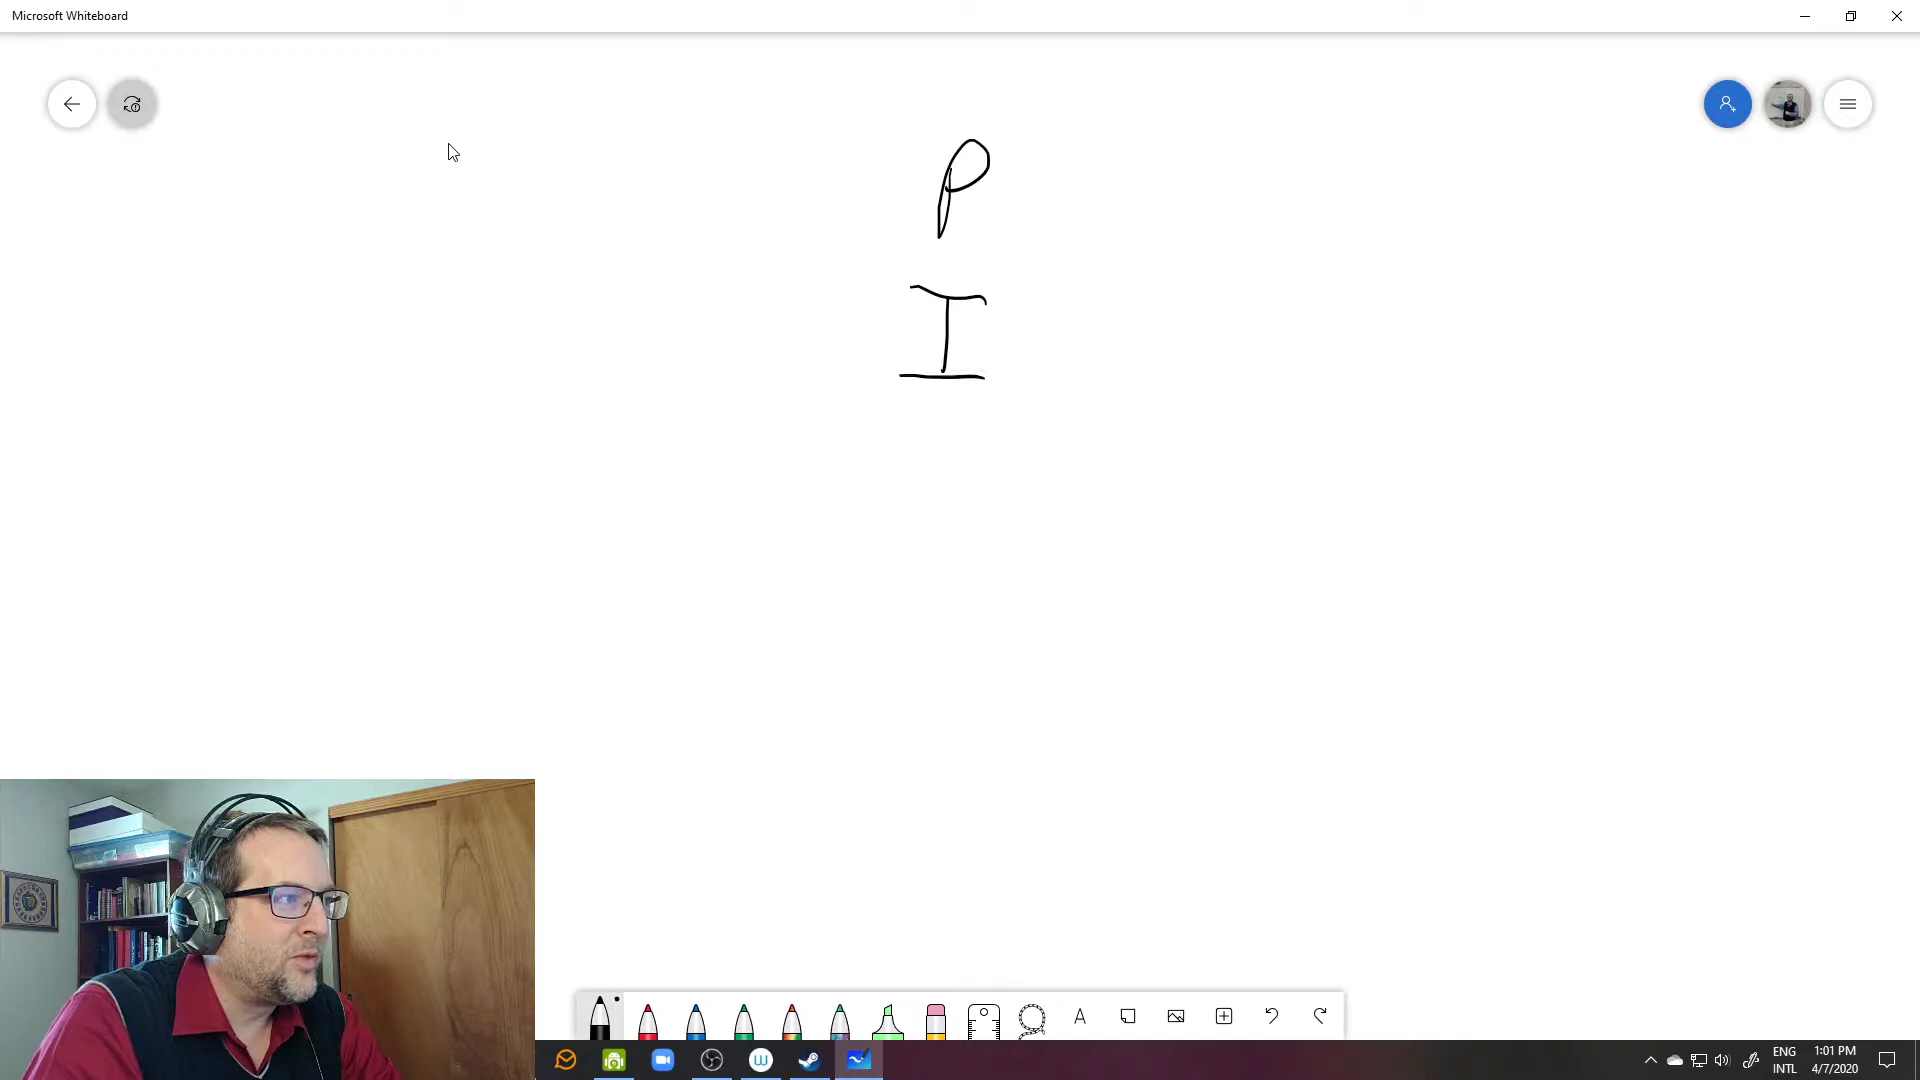 Microsoft Whiteboard
P
I
A
ENG
INTL
1:01 PM
4/7/2020